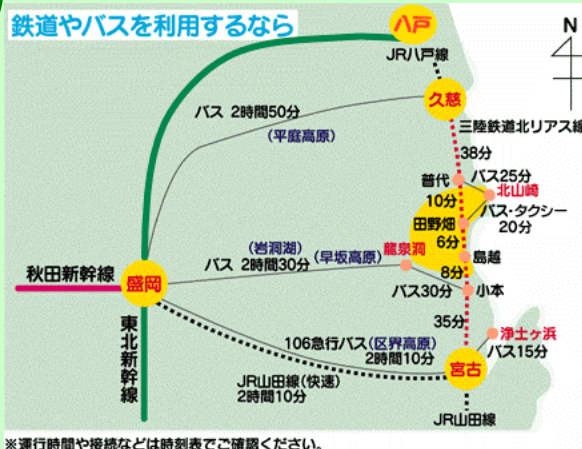 鉄道やバスを利用するなら
八戸
N
JR八戸線
久慈
バス 2時間50分
(平庭高原)
三陸鉄道北リアス線
38分
普代
バス25分
北山崎
10分
バス・タクシー
20分
田野畑
6分
(岩洞湖)
(早坂高原)
龍泉洞
島越
バス 2時間30分
8分
秋田新幹線
盛岡
バス30分
小本
35分
東北新幹線
106急行バス(区界高原)
2時間10分
浄土ヶ浜
バス15分
宮古
JR山田線(快速)
2時間10分
JR山田線
※運行時間や接続などは時刻表でご確認ください。